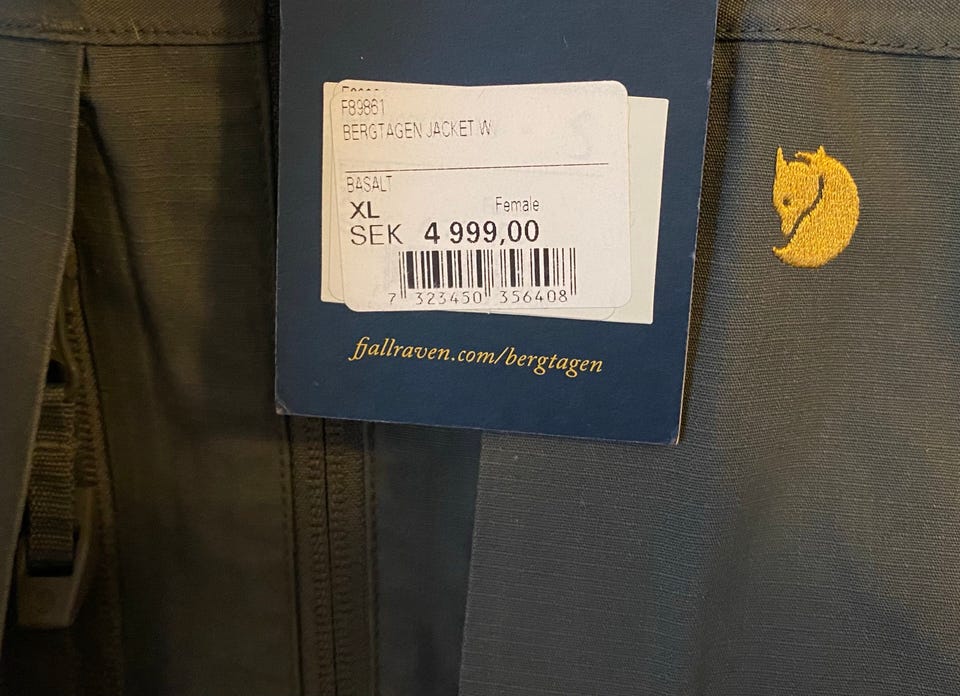 F89861
BERGTAGEN JACKET W
BASALT
XL Female
SEK 4 999,00
7 323450 356408
fjallraven.com/bergtagen